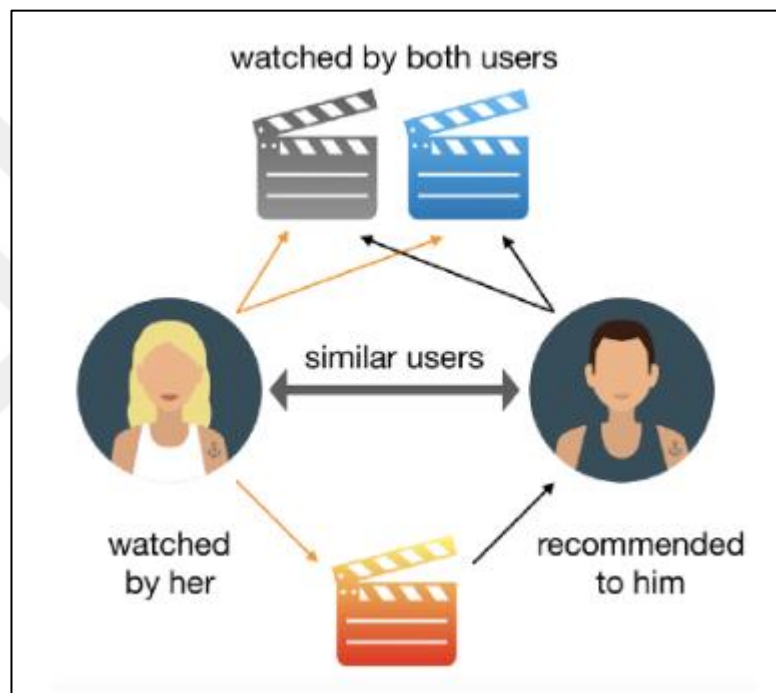 watched by both users
similar users
watched
by her
recommended
to him